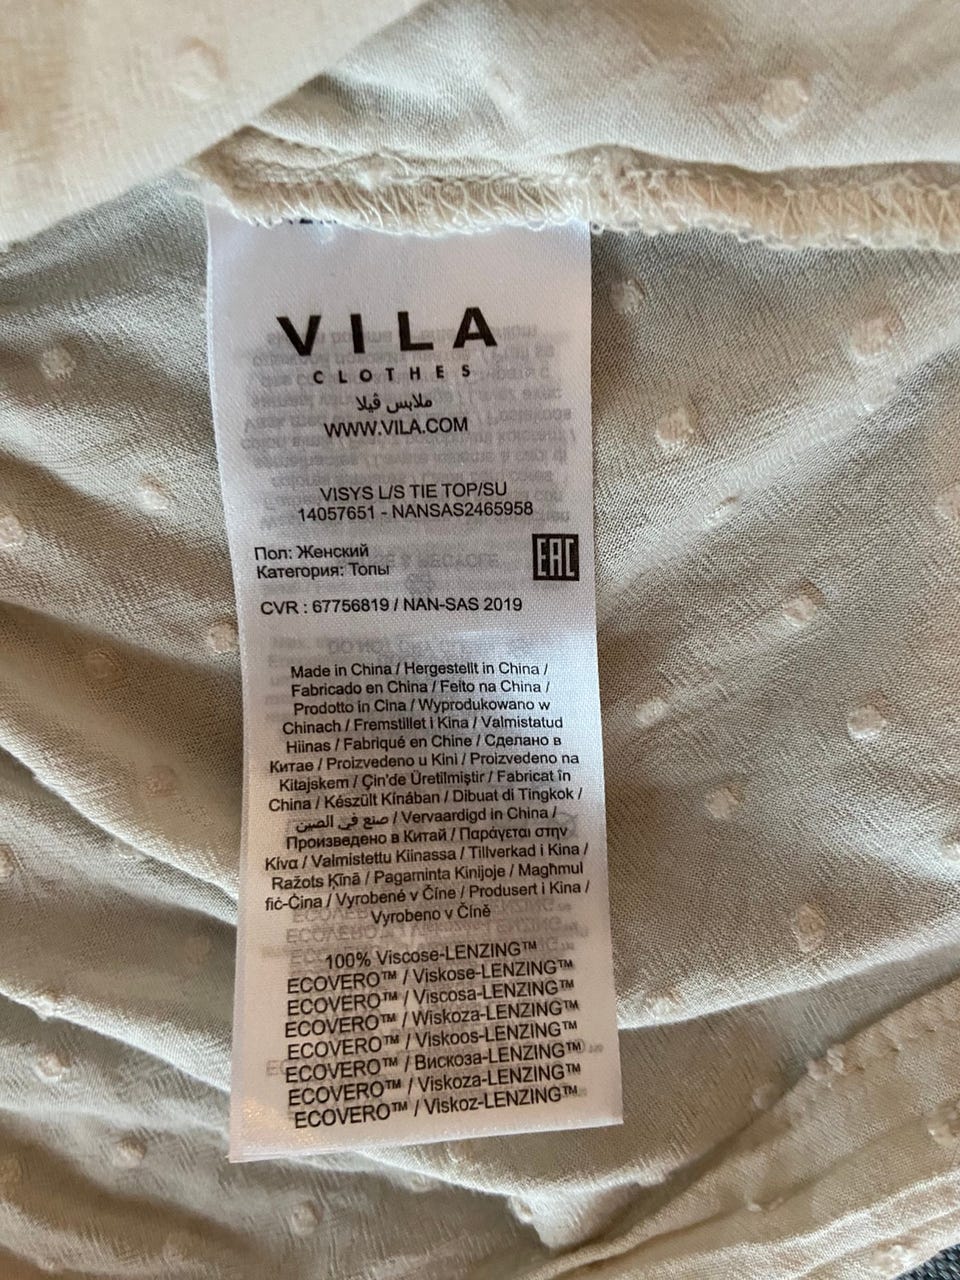 VILA
CLOTHES
ملابس ڤيلا
WWW.VILA.COM
VISYS L/S TIE TOP/SU
14057651 - NANSAS2465958
Пол: Женский
Категория: Топы
EAC
CVR : 67756819 / NAN-SAS 2019
Made in China / Hergestellt in China /
Fabricado en China / Feito na China /
Prodotto in Cina / Wyprodukowano w
Chinach / Fremstillet i Kina / Valmistatud
Hiinas / Fabriqué en Chine / Сделано в
Китае / Proizvedeno u Kini / Proizvedeno na
Kitajskem / Çin'de Üretilmiştir / Fabricat în
China / Készült Kínában / Dibuat di Tingkok /
صنع في الصين / Vervaardigd in China /
Произведено в Китай / Παράγεται στην
Κίνα / Valmistettu Kiinassa / Tillverkad i Kina /
Ražots Ķīnā / Pagaminta Kinijoje / Magħmul
fiċ-Ċina / Vyrobené v Číne / Produsert i Kina /
Vyrobeno v Číně
100% Viscose-LENZING™
ECOVERO™ / Viskose-LENZING™
ECOVERO™ / Viscosa-LENZING™
ECOVERO™ / Wiskoza-LENZING™
ECOVERO™ / Viskoos-LENZING™
ECOVERO™ / Вискоза-LENZING™
ECOVERO™ / Viskoza-LENZING™
ECOVERO™ / Viskoz-LENZING™